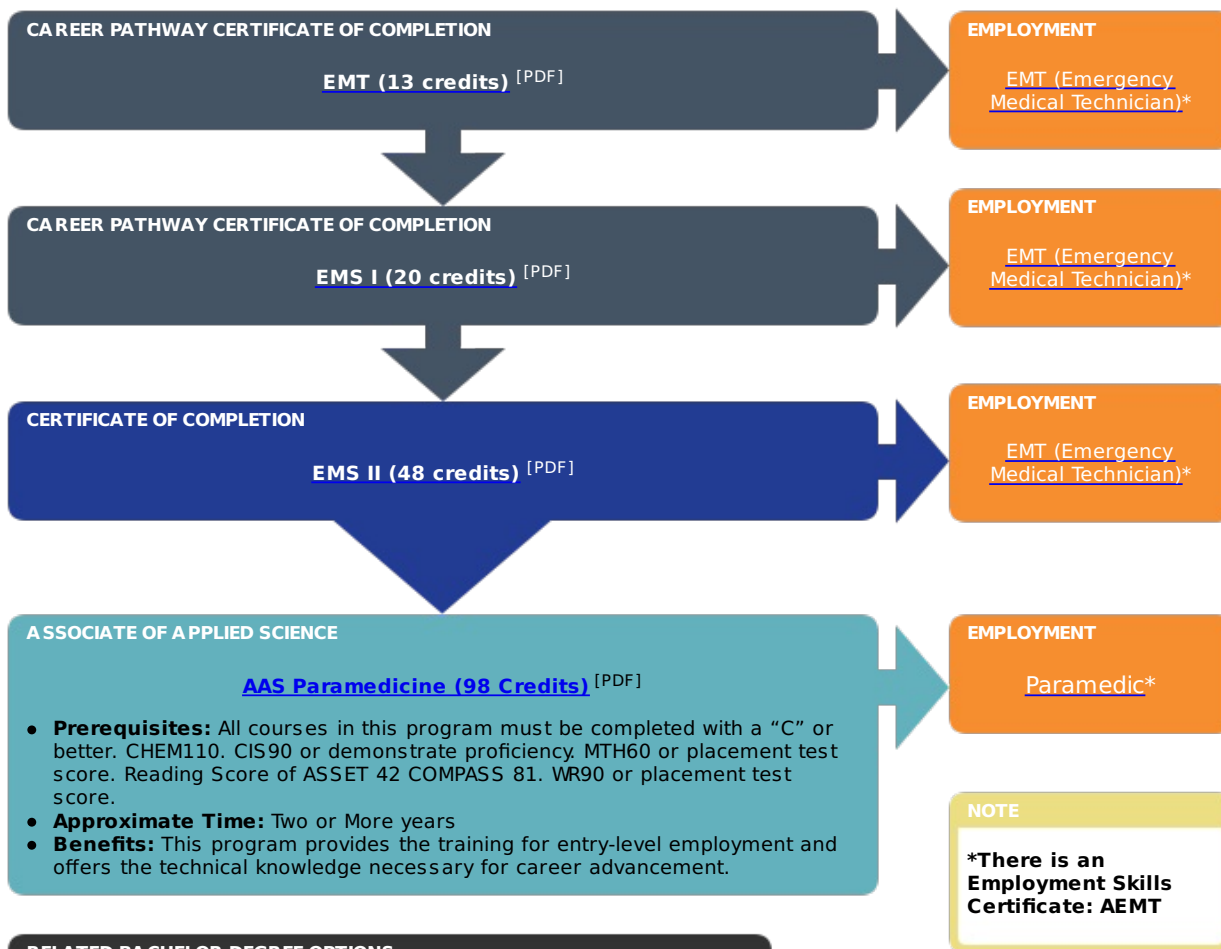 CAREER PATHWAY CERTIFICATE OF COMPLETION
EMT (13 credits) [PDF]
EMPLOYMENT
EMT (Emergency
Medical Technician)*
CAREER PATHWAY CERTIFICATE OF COMPLETION
EMS I (20 credits) [PDF]
EMPLOYMENT
EMT (Emergency
Medical Technician)*
CERTIFICATE OF COMPLETION
EMS II (48 credits) [PDF]
EMPLOYMENT
EMT (Emergency
Medical Technician)*
ASSOCIATE OF APPLIED SCIENCE
AAS Paramedicine (98 Credits) [PDF]
• Prerequisites: All courses in this program must be completed with a “C” or
better. CHEM110. CIS90 or demonstrate proficiency. MTH60 or placement test
score. Reading Score of ASSET 42 COMPASS 81. WR90 or placement test
score.
• Approximate Time: Two or More years
• Benefits: This program provides the training for entry-level employment and
offers the technical knowledge necessary for career advancement.
EMPLOYMENT
Paramedic*
NOTE
*There is an
Employment Skills
Certificate: AEMT
RELATED BACHELOR DEGREE OPTIONS